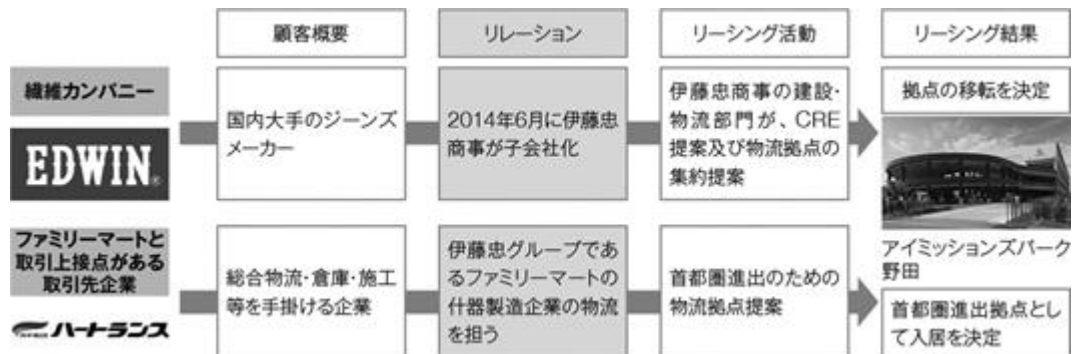 顧客概要
リレーション
リーシング活動
リーシング結果
繊維カンパニー
EDWIN®
国内大手のジーンズ
メーカー
2014年6月に伊藤忠
商事が子会社化
伊藤忠商事の建設・
物流部門が、CRE
提案及び物流拠点の
集約提案
拠点の移転を決定
アイミッションズパーク
野田
ファミリーマートと
取引上接点がある
取引先企業
ハートランス
総合物流・倉庫・施工
等を手掛ける企業
伊藤忠グループであ
るファミリーマートの
什器製造企業の物流
を担う
首都圏進出のための
物流拠点提案
首都圏進出拠点とし
て入居を決定